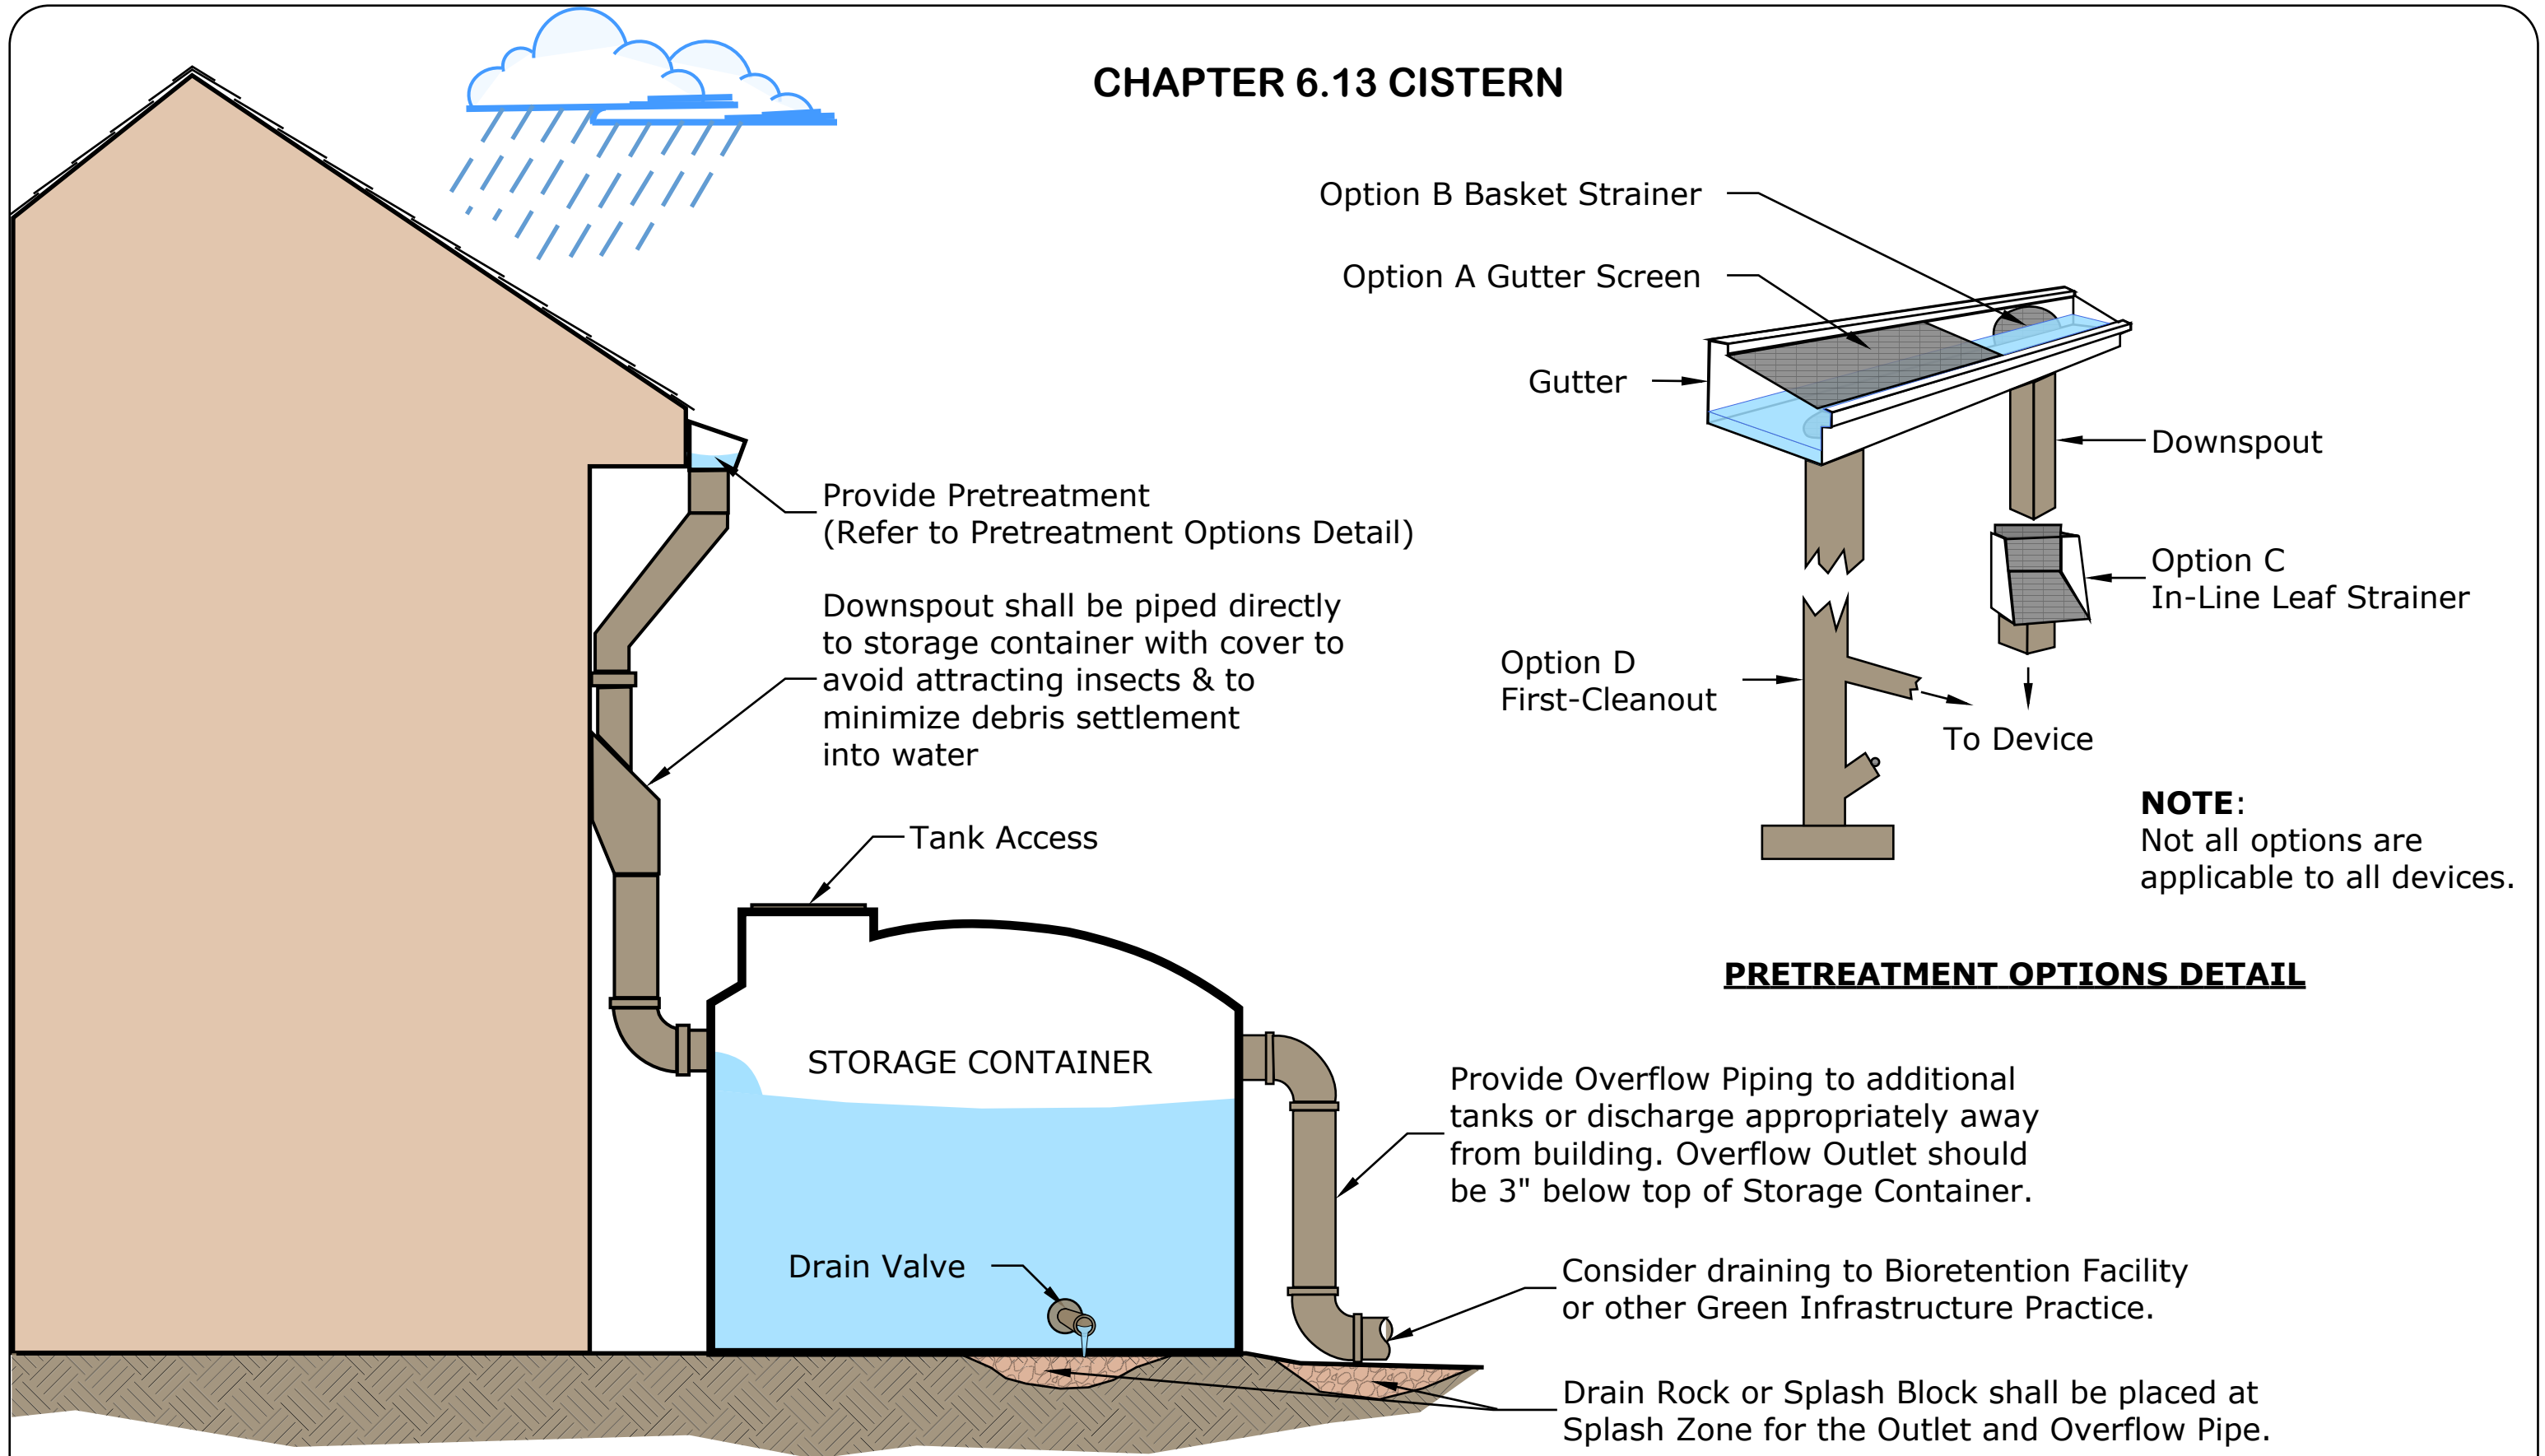 CHAPTER 6.13 CISTERN
Option B Basket Strainer
Option A Gutter Screen
Gutter
Downspout
Option C
In-Line Leaf Strainer
Option D
First-Cleanout
To Device
NOTE:
Not all options are
applicable to all devices.
PRETREATMENT OPTIONS DETAIL
Provide Pretreatment
(Refer to Pretreatment Options Detail)
Downspout shall be piped directly
to storage container with cover to
avoid attracting insects & to
minimize debris settlement
into water
Tank Access
STORAGE CONTAINER
Drain Valve
Provide Overflow Piping to additional
tanks or discharge appropriately away
from building. Overflow Outlet should
be 3" below top of Storage Container.
Consider draining to Bioretention Facility
or other Green Infrastructure Practice.
Drain Rock or Splash Block shall be placed at
Splash Zone for the Outlet and Overflow Pipe.